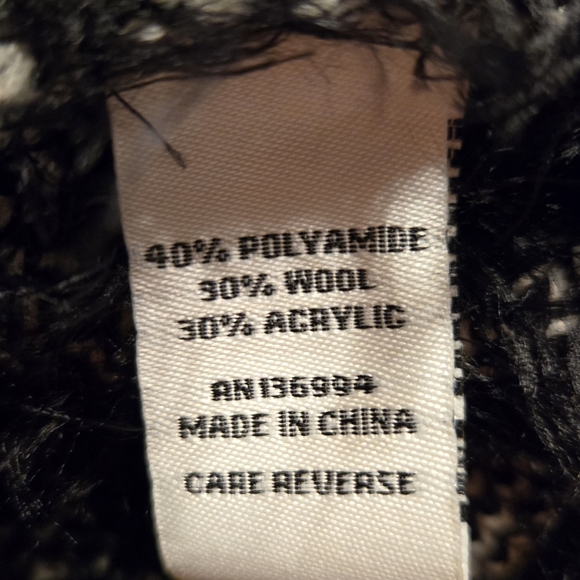 40% POLYAMIDE
30% WOOL
30% ACRYLIC
RN136994
MADE IN CHINA
CARE REVERSE